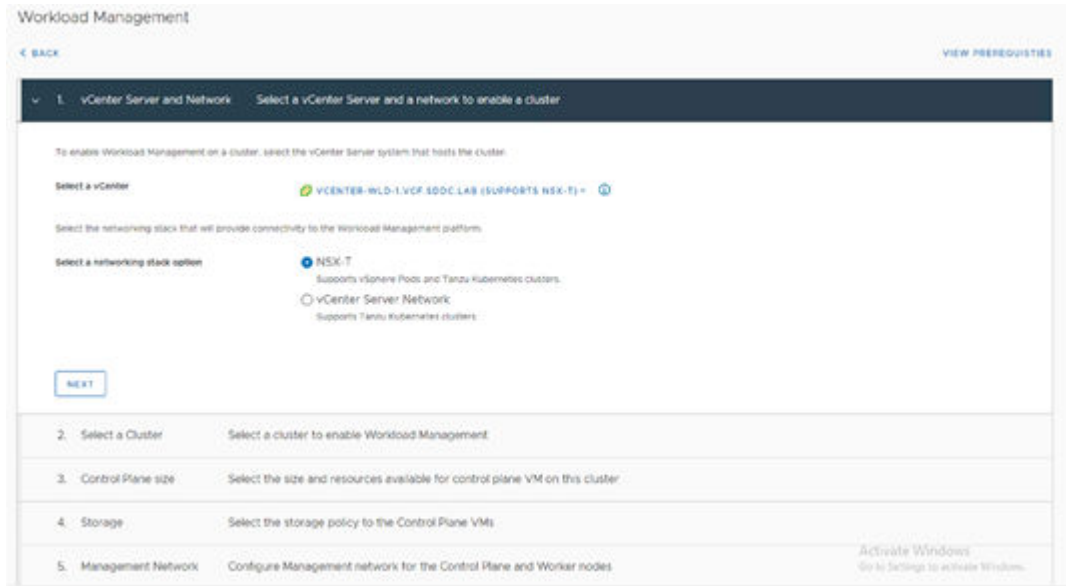 Workload Management
BACK
VIEW PREREQUISTIES
1. vCenter Server and Network Select a vCenter Server and a network to enable a cluster
To enable Workload Management on a cluster, select the vCenter Server system that hosts the cluster.
Select a vCenter VCENTER-WLD-1.VCF.SDDC.LAB (SUPPORTS NSX-T)
Select the networking stack that will provide connectivity to the Workload Management platform.
Select a networking stack option NSX-T
Supports vSphere Pods and Tanzu Kubernetes clusters.
vCenter Server Network
Supports Tanzu Kubernetes clusters
NEXT
2. Select a Cluster Select a cluster to enable Workload Management
3. Control Plane size Select the size and resources available for control plane VM on this cluster
4. Storage Select the storage policy to the Control Plane VMs
5. Management Network Configure Management network for the Control Plane and Worker nodes
Activate Windows
Go to Settings to activate Windows.